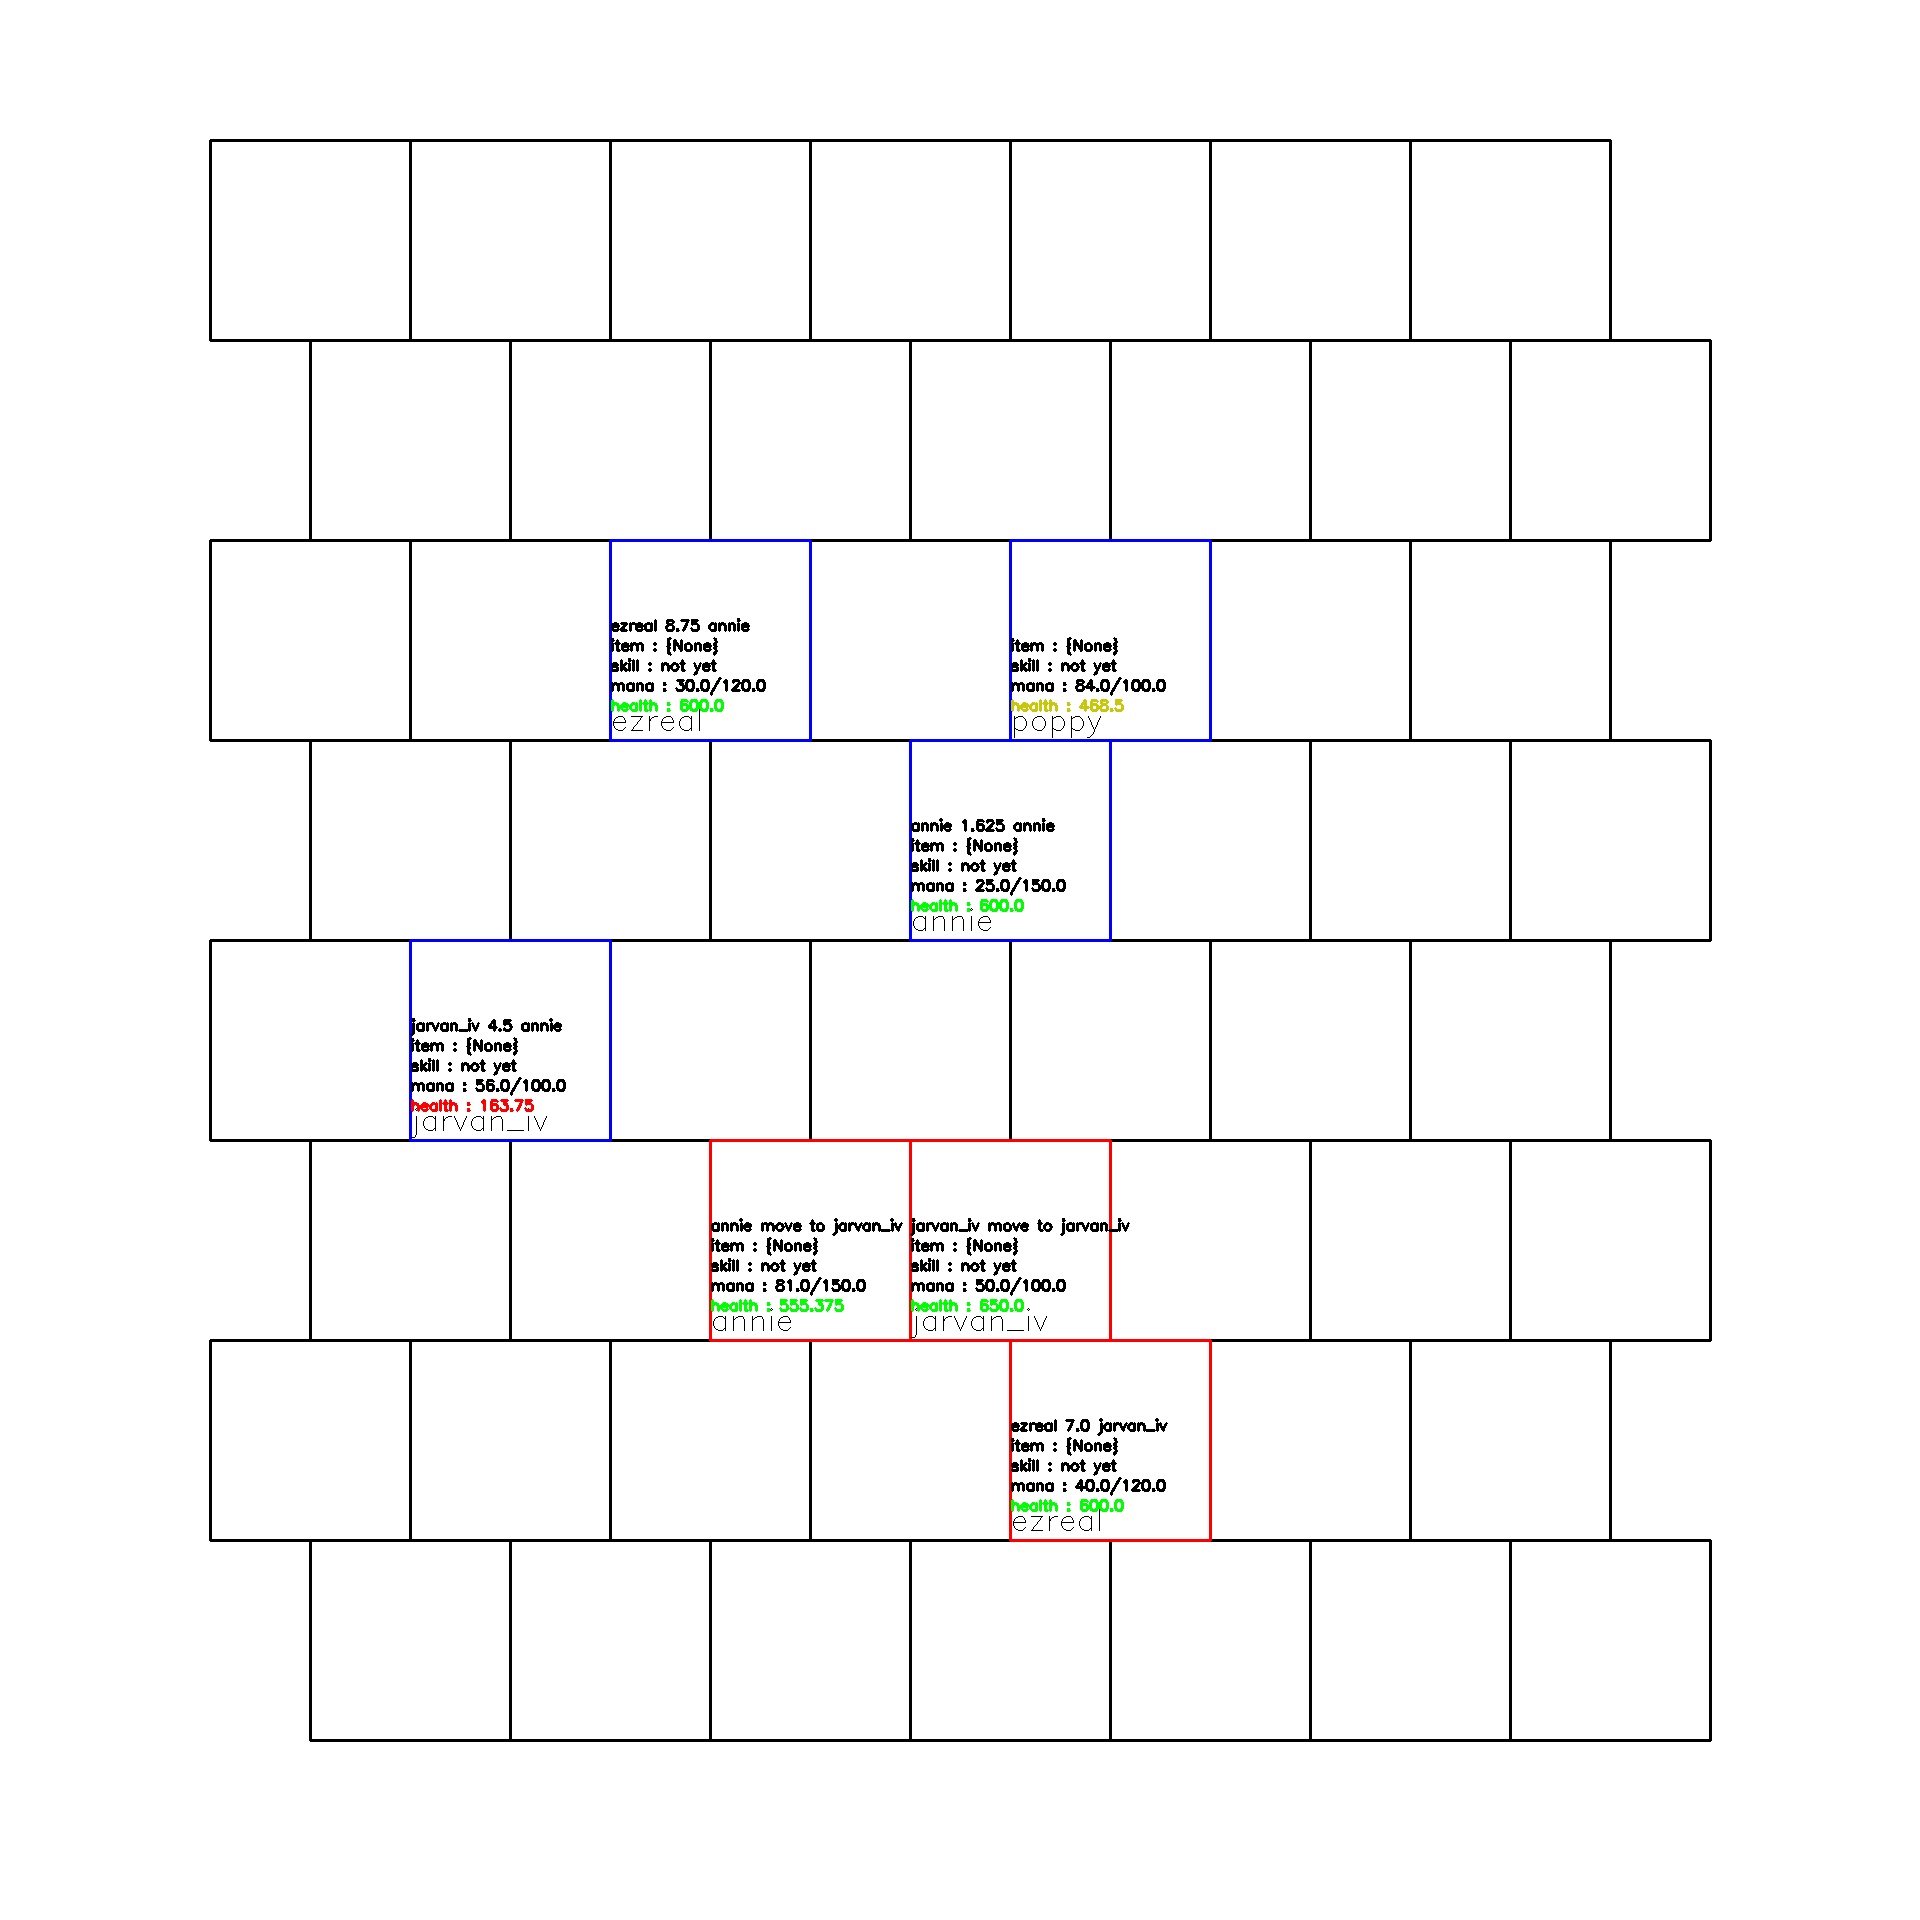 ezreal 8.75 annie
item : {None}
skill : not yet
mana : 30.0/120.0
health : 600.0
ezreal
item : {None}
skill : not yet
mana : 84.0/100.0
health : 468.5
poppy
annie 1.625 annie
item : {None}
skill : not yet
mana : 25.0/150.0
health : 600.0
annie
jarvan_iv 4.5 annie
item : {None}
skill : not yet
mana : 56.0/100.0
health : 163.75
jarvan_iv
annie move to jarvan_iv
item : {None}
skill : not yet
mana : 81.0/150.0
health : 555.375
annie
jarvan_iv move to jarvan_iv
item : {None}
skill : not yet
mana : 50.0/100.0
health : 650.0
jarvan_iv
ezreal 7.0 jarvan_iv
item : {None}
skill : not yet
mana : 40.0/120.0
health : 600.0
ezreal